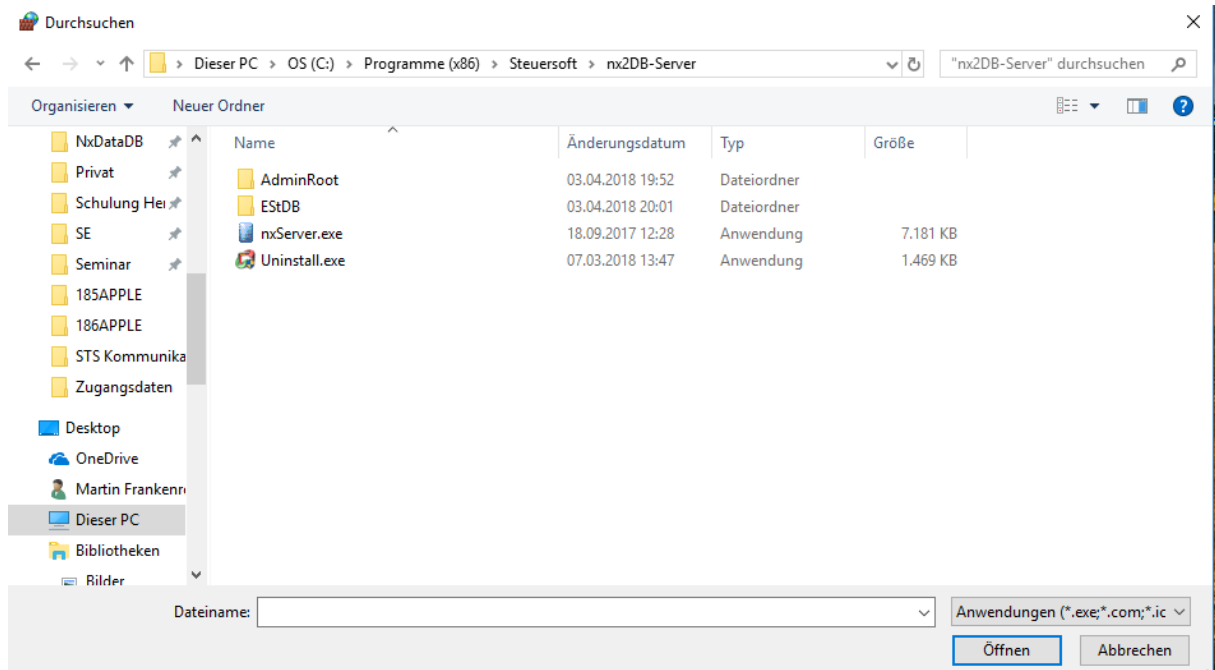 Durchsuchen
Dieser PC > OS (C:) > Programme (x86) > Steuersoft > nx2DB-Server
"nx2DB-Server" durchsuchen
Organisieren
Neuer Ordner
NxDataDB
Privat
Schulung Her
SE
Seminar
185APPLE
186APPLE
STS Kommunika
Zugangsdaten
Desktop
OneDrive
Martin Frankenr
Dieser PC
Bibliotheken
Bilder
Name Änderungsdatum Typ Größe
AdminRoot 03.04.2018 19:52 Dateiordner
EStDB 03.04.2018 20:01 Dateiordner
nxServer.exe 18.09.2017 12:28 Anwendung 7.181 KB
Uninstall.exe 07.03.2018 13:47 Anwendung 1.469 KB
Dateiname:
Anwendungen (*.exe;*.com;*.ic
Öffnen
Abbrechen